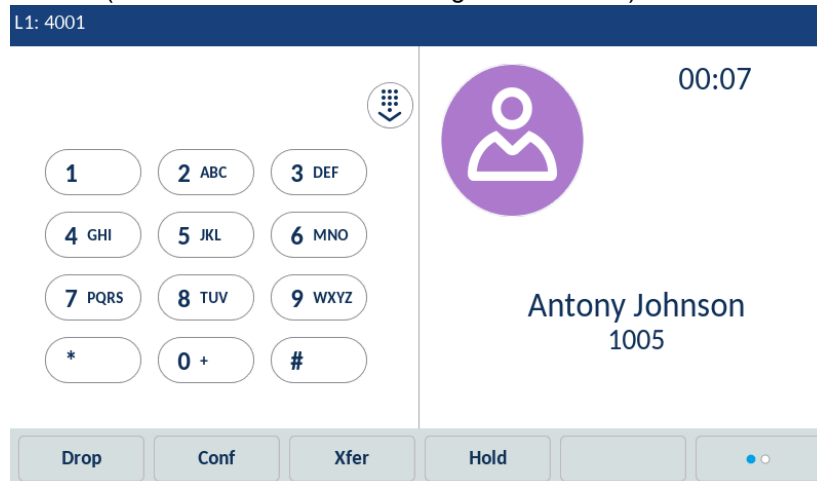 L1: 4001
00:07
1
2 ABC
3 DEF
4 GHI
5 JKL
6 MNO
7 PQRS
8 TUV
9 WXYZ
*
0 +
#
Antony Johnson
1005
Drop
Conf
Xfer
Hold